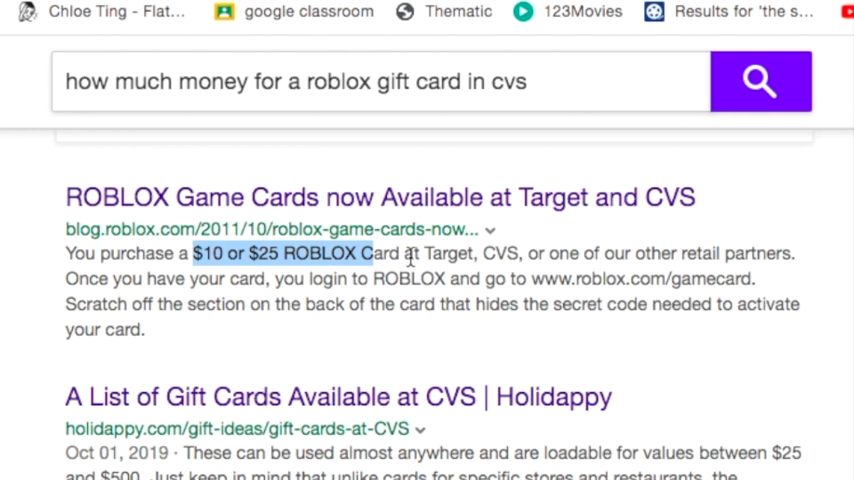 Chloe Ting - Flat... google classroom Thematic 123Movies Results for 'the s...
how much money for a roblox gift card in cvs
ROBLOX Game Cards now Available at Target and CVS
blog.roblox.com/2011/10/roblox-game-cards-now...
You purchase a $10 or $25 ROBLOX Card at Target, CVS, or one of our other retail partners.
Once you have your card, you login to ROBLOX and go to www.roblox.com/gamecard.
Scratch off the section on the back of the card that hides the secret code needed to activate
your card.
A List of Gift Cards Available at CVS | Holidappy
holidappy.com/gift-ideas/gift-cards-at-CVS
Oct 01, 2019 · These can be used almost anywhere and are loadable for values between $25
and $500. Just keep in mind that unlike cards for specific stores and restaurants, the